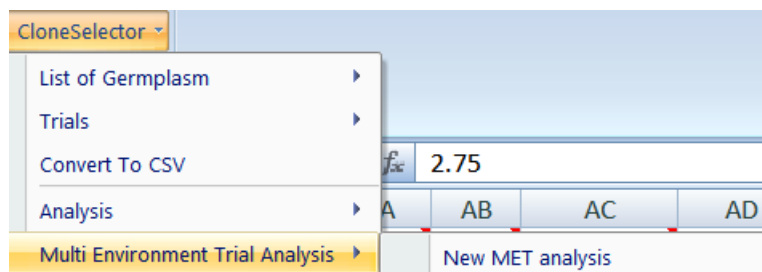 CloneSelector
List of Germplasm
Trials
Convert To CSV
fx 2.75
Analysis
A AB AC AD
Multi Environment Trial Analysis
New MET analysis